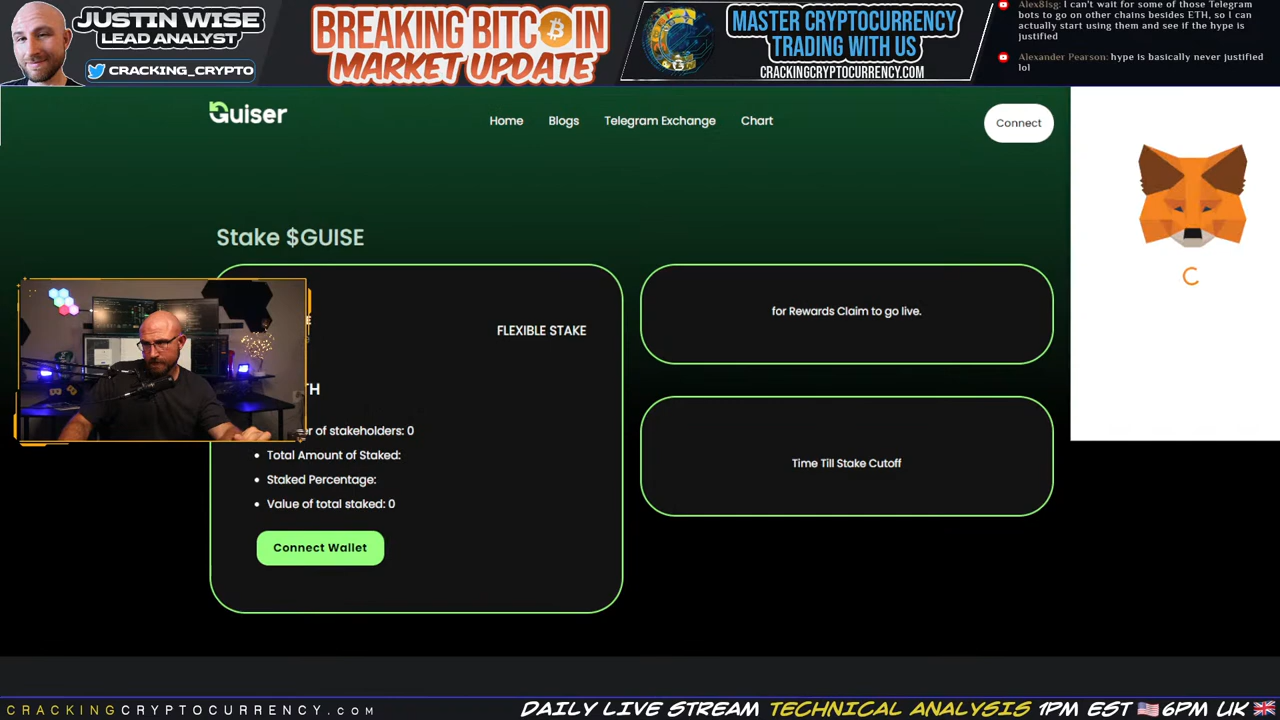 JUSTIN WISE
LEAD ANALYST
CRACKING_CRYPTO
BREAKING BITCOIN
MARKET UPDATE
MASTER CRYPTOCURRENCY
TRADING WITH US
CRACKINGCRYPTOCURRENCY.COM
Alex8lsg: I can't wait for some of those Telegram
bots to go on other chains besides ETH, so I can
actually start using them and see if the hype is
justified
Alexander Pearson: hype is basically never justified
lol
Guiser
Home
Blogs
Telegram Exchange
Chart
Connect
Stake $GUISE
FLEXIBLE STAKE
TH
er of stakeholders: 0
Total Amount of Staked:
Staked Percentage:
Value of total staked: 0
Connect Wallet
for Rewards Claim to go live.
Time Till Stake Cutoff
CRACKINGCRYPTOCURRENCY.com
DAILY LIVE STREAM TECHNICAL ANALYSIS 1PM EST 6PM UK